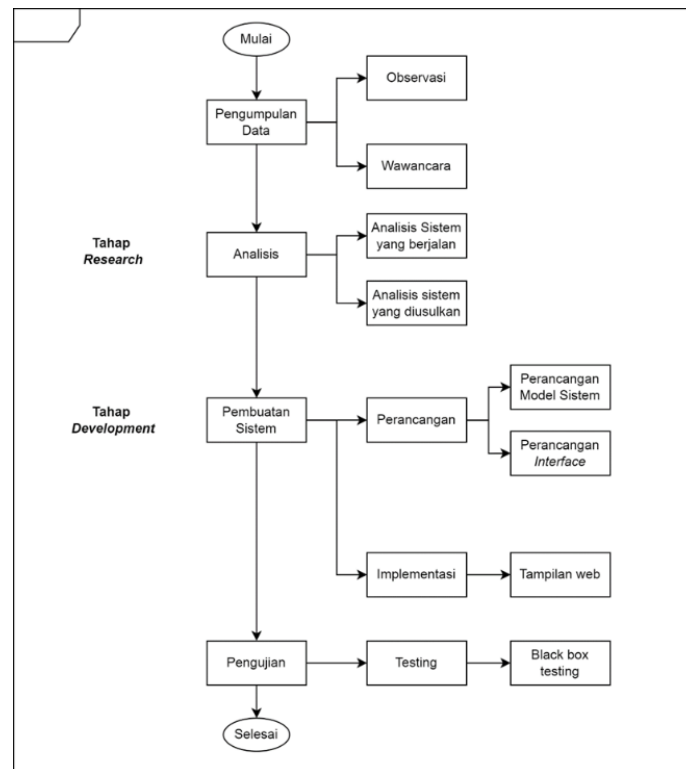 Mulai
Pengumpulan
Data
Observasi
Wawancara
Tahap
Research
Analisis
Analisis Sistem
yang berjalan
Analisis sistem
yang diusulkan
Tahap
Development
Pembuatan
Sistem
Perancangan
Perancangan
Model Sistem
Perancangan
Interface
Implementasi
Tampilan web
Pengujian
Testing
Black box
testing
Selesai